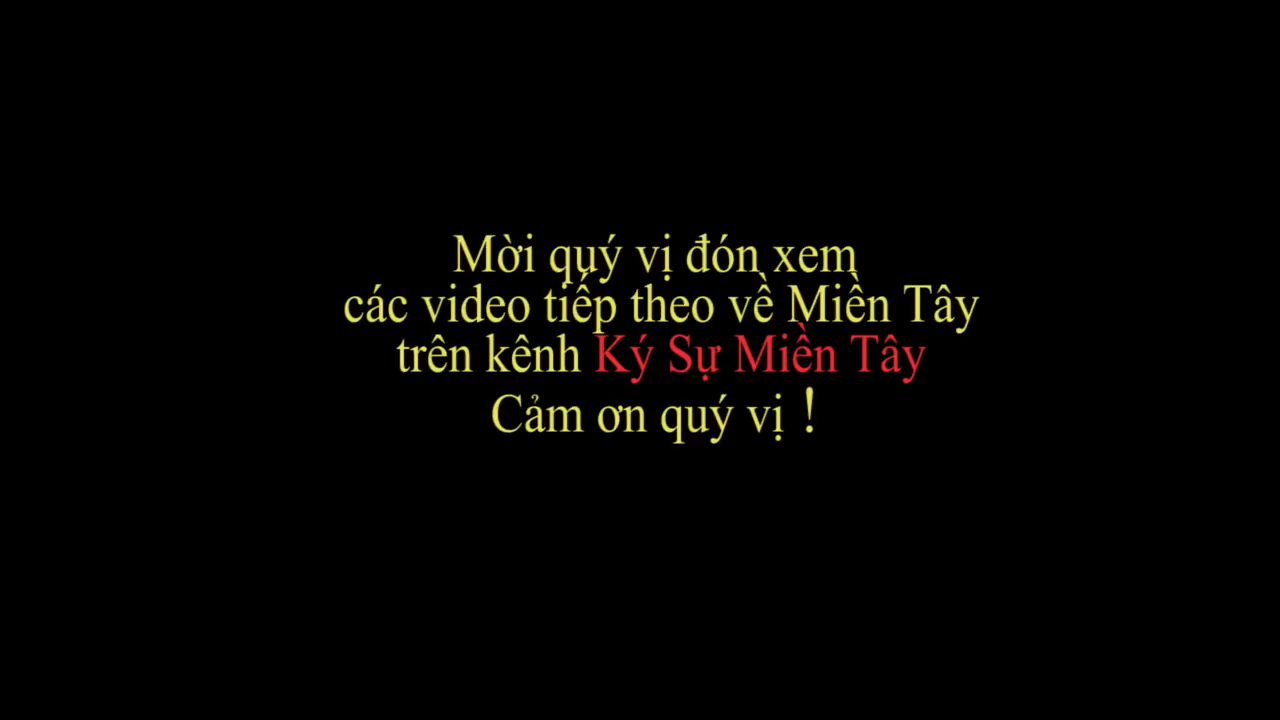 Mời quý vị đón xem
các video tiếp theo về Miền Tây
trên kênh Ký Sự Miền Tây
Cảm ơn quý vị !